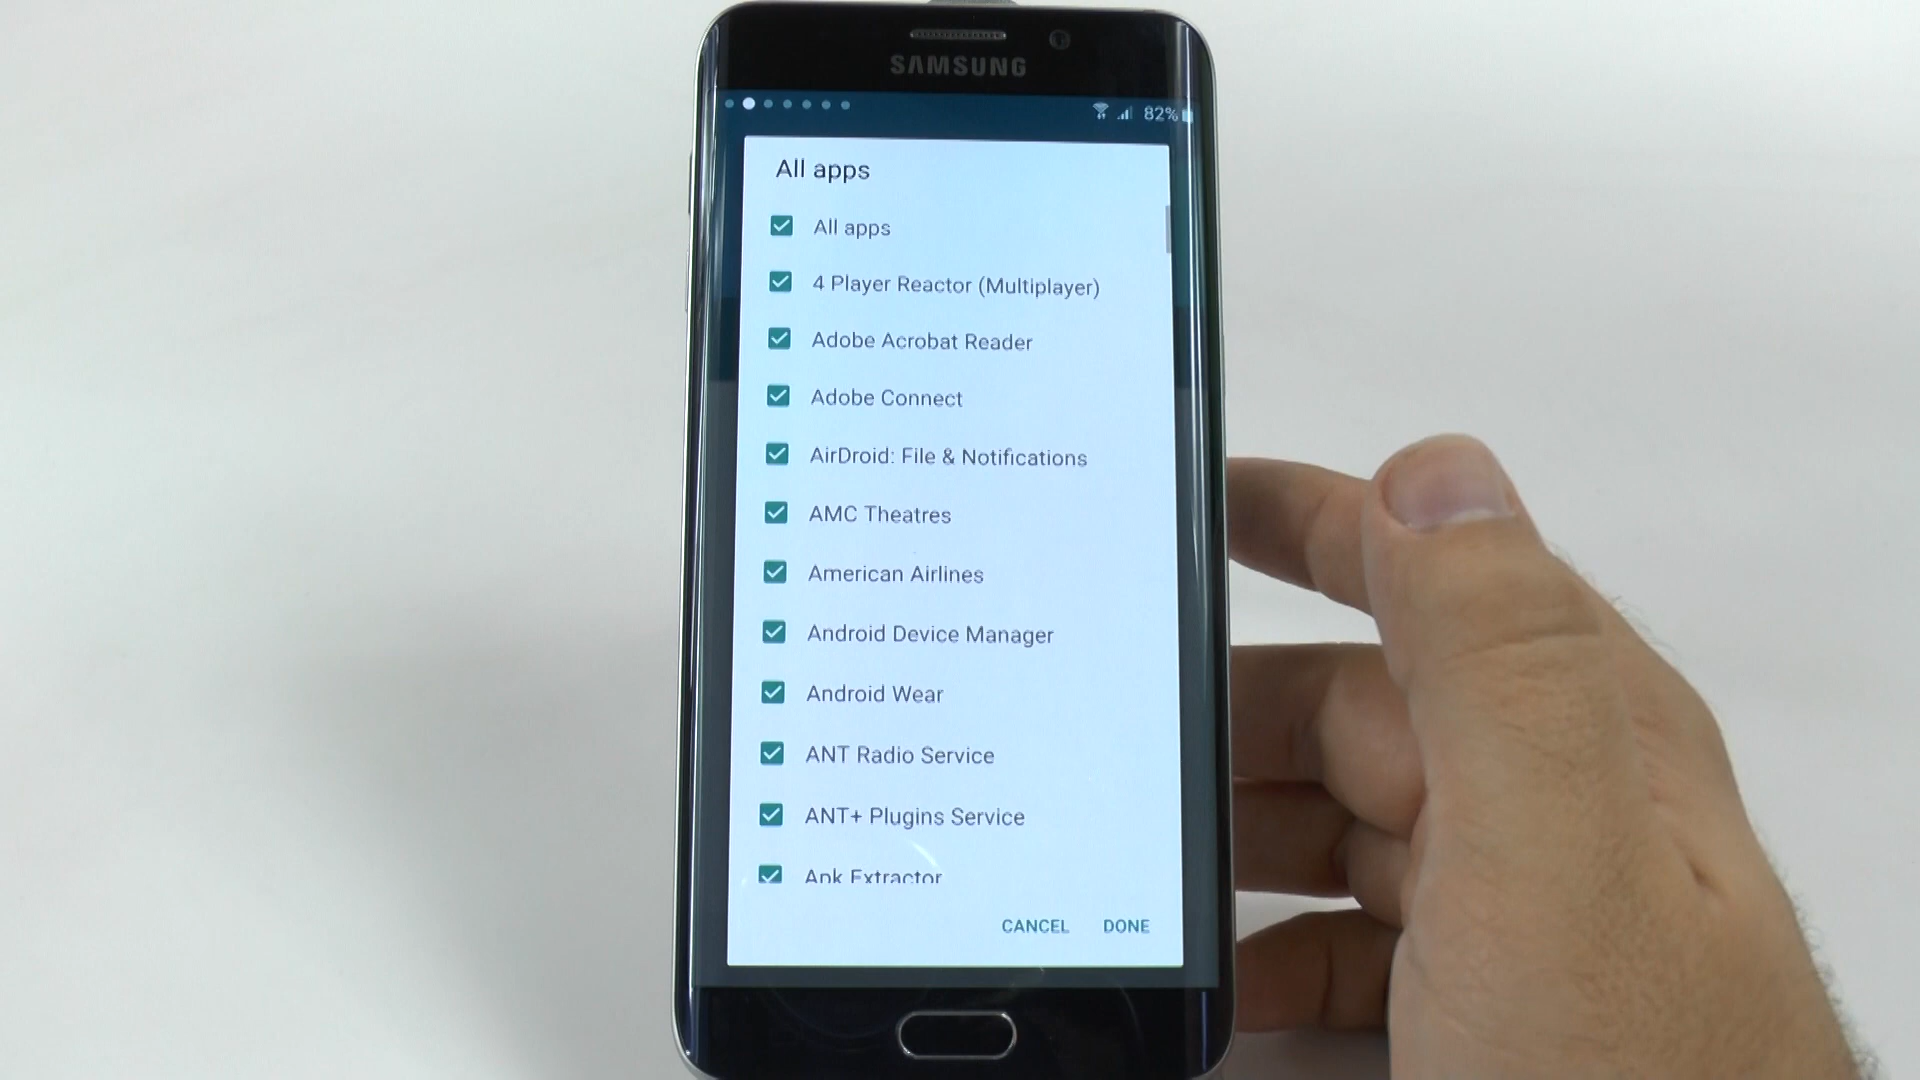 SAMSUNG
82%
All apps
All apps
4 Player Reactor (Multiplayer)
Adobe Acrobat Reader
Adobe Connect
AirDroid: File & Notifications
AMC Theatres
American Airlines
Android Device Manager
Android Wear
ANT Radio Service
ANT+ Plugins Service
Apk Extractor
CANCEL DONE